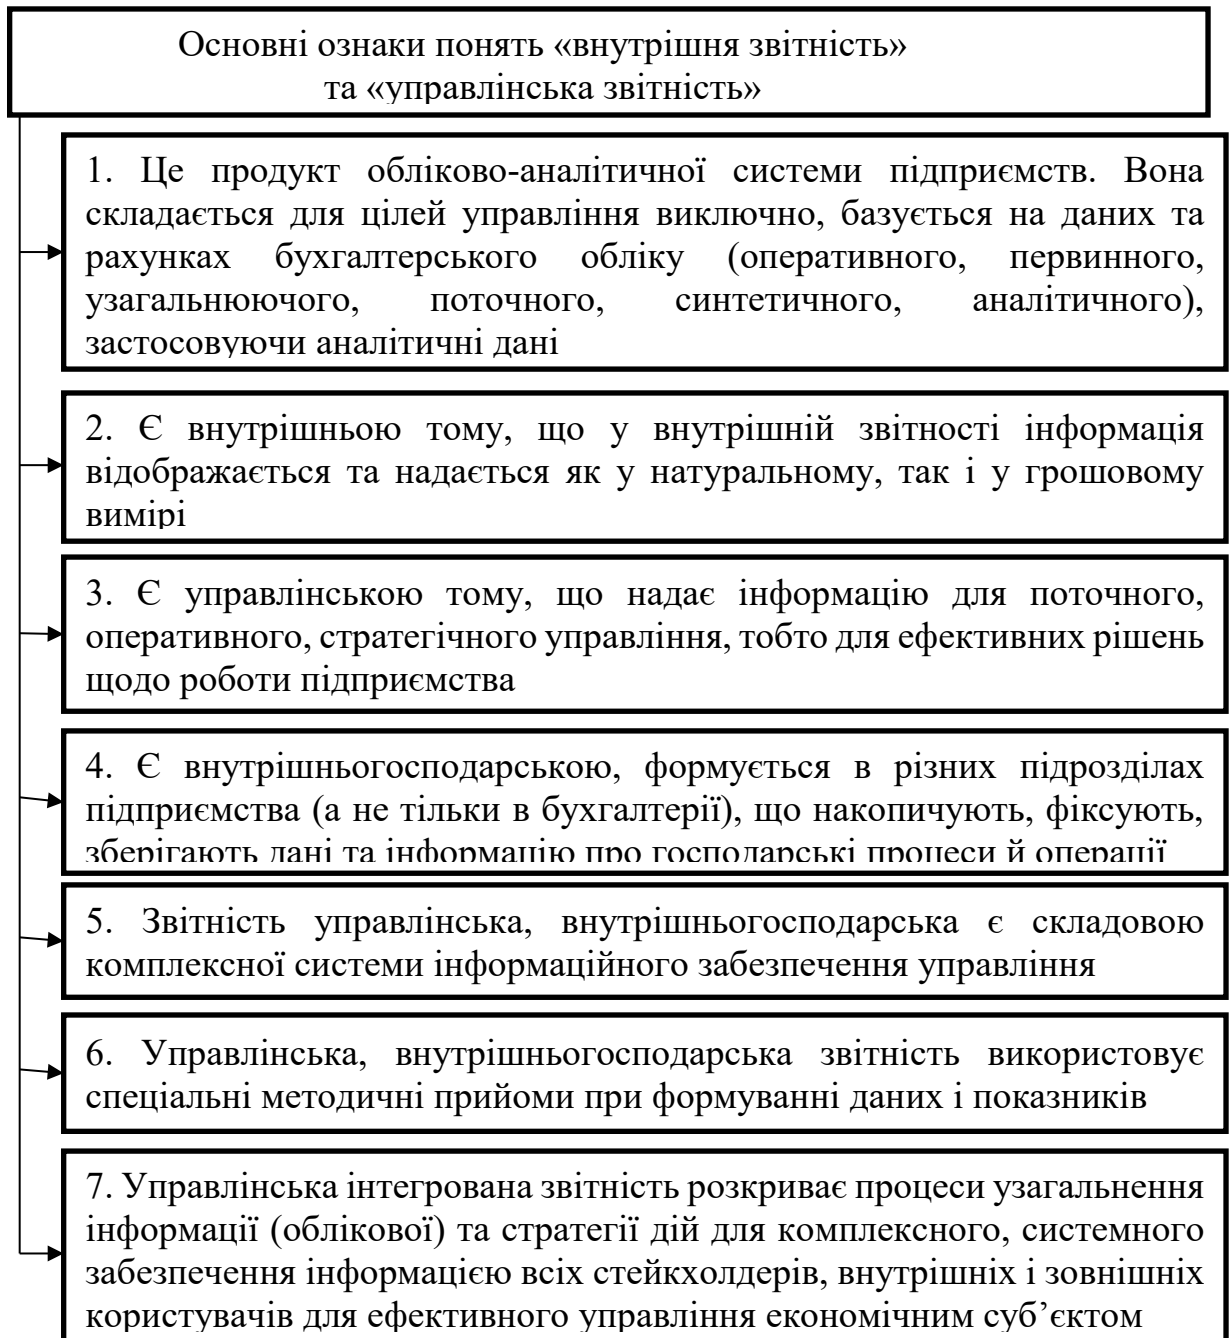 Основні ознаки понять «внутрішня звітність»
та «управлінська звітність»
1. Це продукт обліково-аналітичної системи підприємств. Вона
складається для цілей управління виключно, базується на даних та
рахунках бухгалтерського обліку (оперативного, первинного,
узагальнюючого, поточного, синтетичного, аналітичного),
застосовуючи аналітичні дані
2. Є внутрішньою тому, що у внутрішній звітності інформація
відображається та надається як у натуральному, так і у грошовому
вимірі
3. Є управлінською тому, що надає інформацію для поточного,
оперативного, стратегічного управління, тобто для ефективних рішень
щодо роботи підприємства
4. Є внутрішньогосподарською, формується в різних підрозділах
підприємства (а не тільки в бухгалтерії), що накопичують, фіксують,
зберігають дані та інформацію про господарські процеси й операції
5. Звітність управлінська, внутрішньогосподарська є складовою
комплексної системи інформаційного забезпечення управління
6. Управлінська, внутрішньогосподарська звітність використовує
спеціальні методичні прийоми при формуванні даних і показників
7. Управлінська інтегрована звітність розкриває процеси узагальнення
інформації (облікової) та стратегії дій для комплексного, системного
забезпечення інформацією всіх стейкхолдерів, внутрішніх і зовнішніх
користувачів для ефективного управління економічним суб’єктом